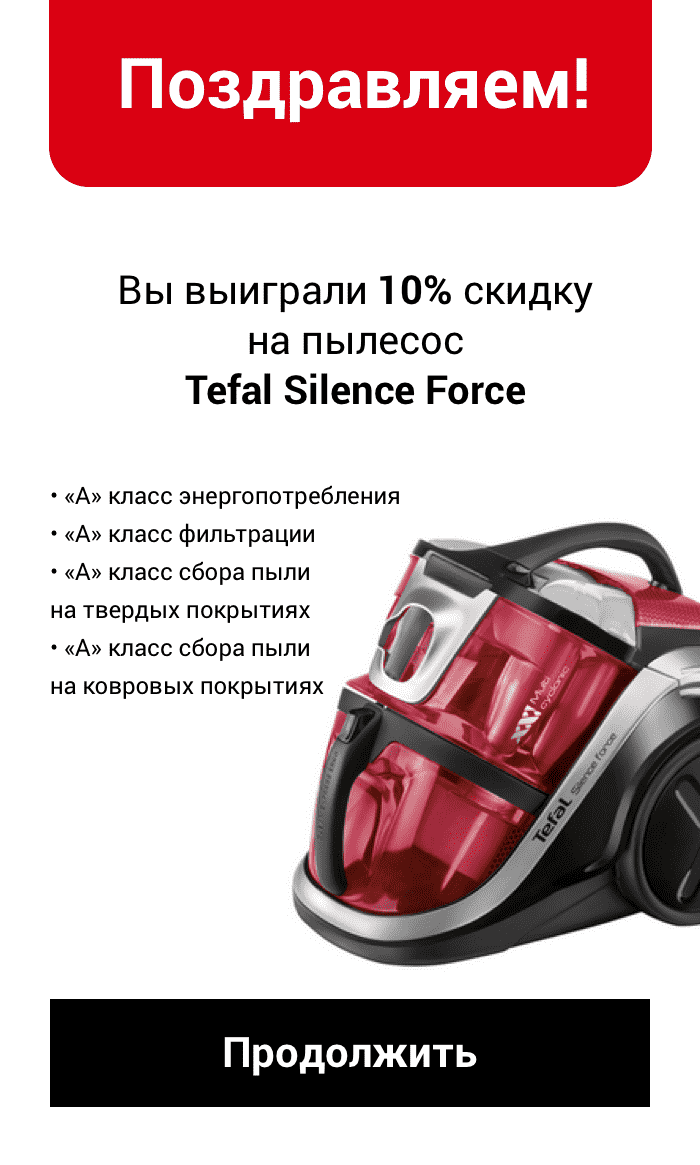 Поздравляем!
Вы выиграли 10% скидку
на пылесос
Tefal Silence Force
• «А» класс энергопотребления
• «А» класс фильтрации
• «А» класс сбора пыли
на твердых покрытиях
• «А» класс сбора пыли
на ковровых покрытиях
Multi
cyclonic
Tefal Silence force
Продолжить